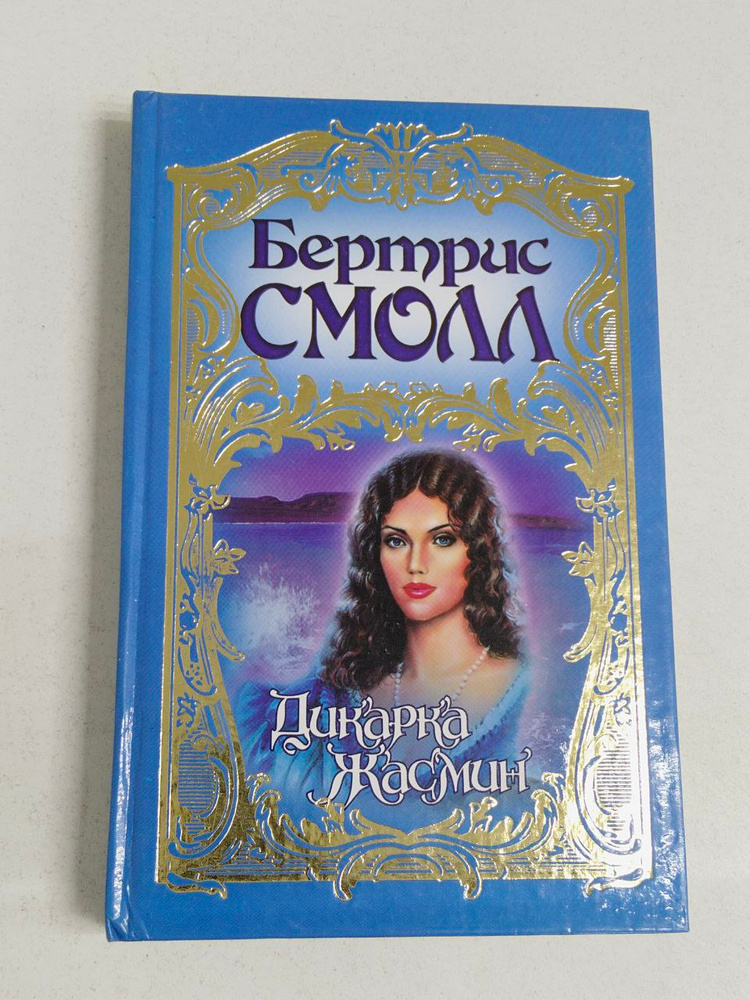 Бертрис
СМОЛЛ
Дикарка
Жасмин